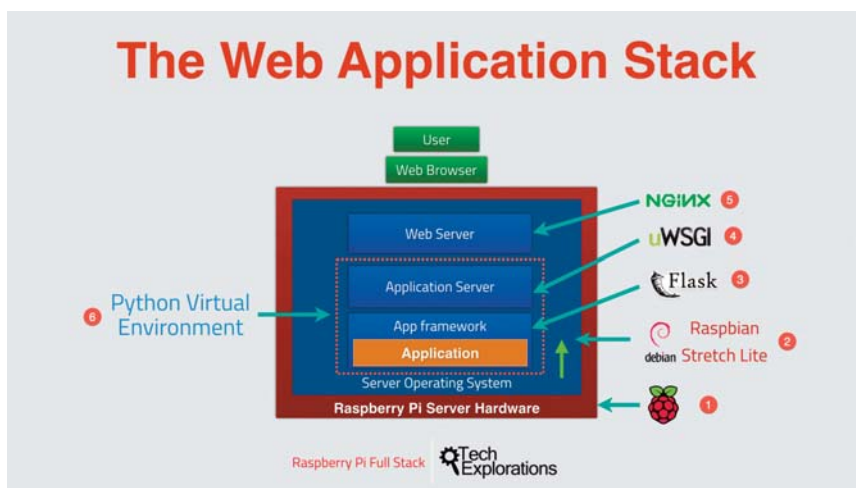 The Web Application Stack
User
Web Browser
NGINX 5
Web Server
uWSGI 4
Application Server
Flask 3
6 Python Virtual
Environment
App framework
Application
Raspbian
debian Stretch Lite 2
Server Operating System
Raspberry Pi Server Hardware
1
Raspberry Pi Full Stack
Tech
Explorations